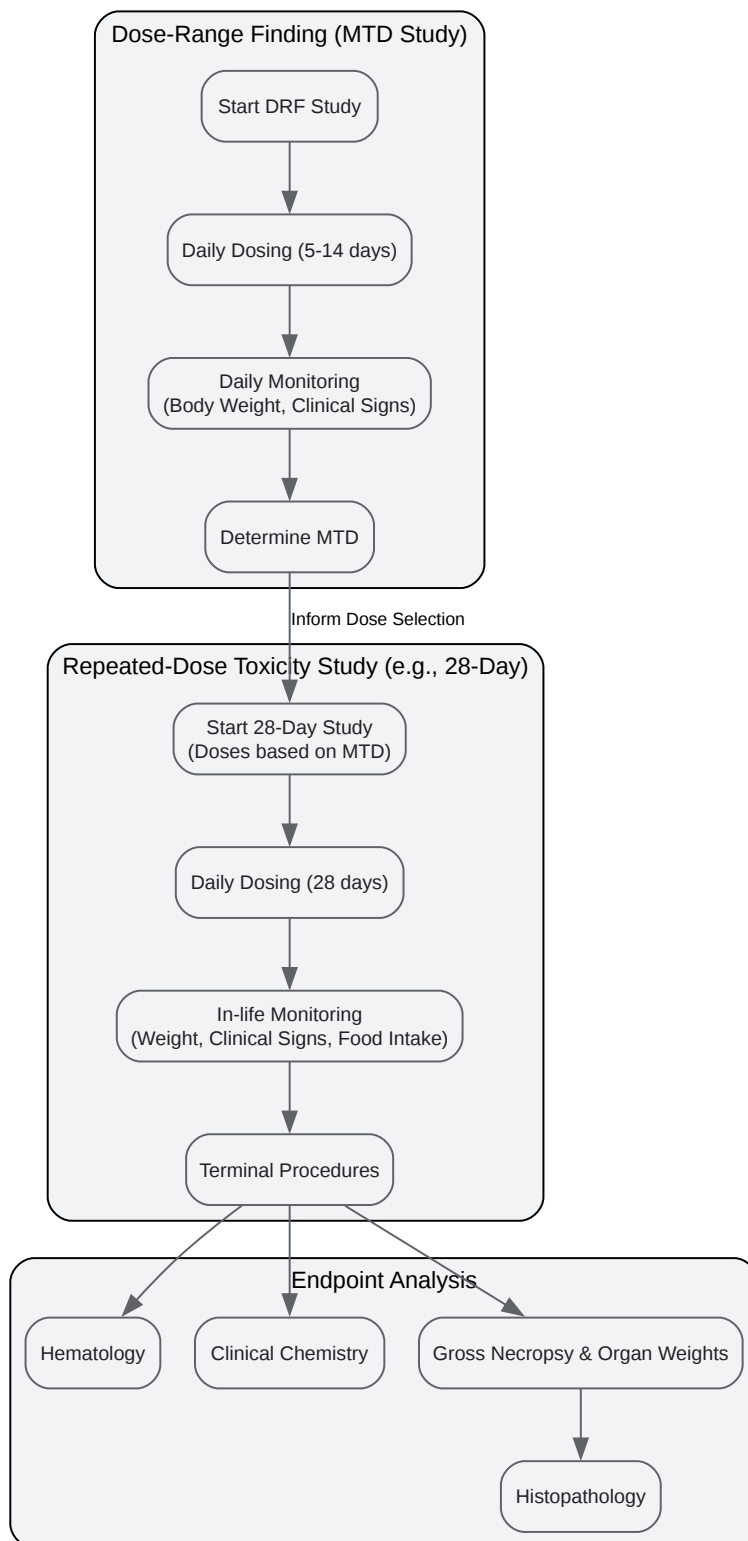 Dose-Range Finding (MTD Study)
Start DRF Study
Daily Dosing (5-14 days)
Daily Monitoring
(Body Weight, Clinical Signs)
Determine MTD
Inform Dose Selection
Repeated-Dose Toxicity Study (e.g., 28-Day)
Start 28-Day Study
(Doses based on MTD)
Daily Dosing (28 days)
In-life Monitoring
(Weight, Clinical Signs, Food Intake)
Terminal Procedures
Endpoint Analysis
Hematology
Clinical Chemistry
Gross Necropsy & Organ Weights
Histopathology